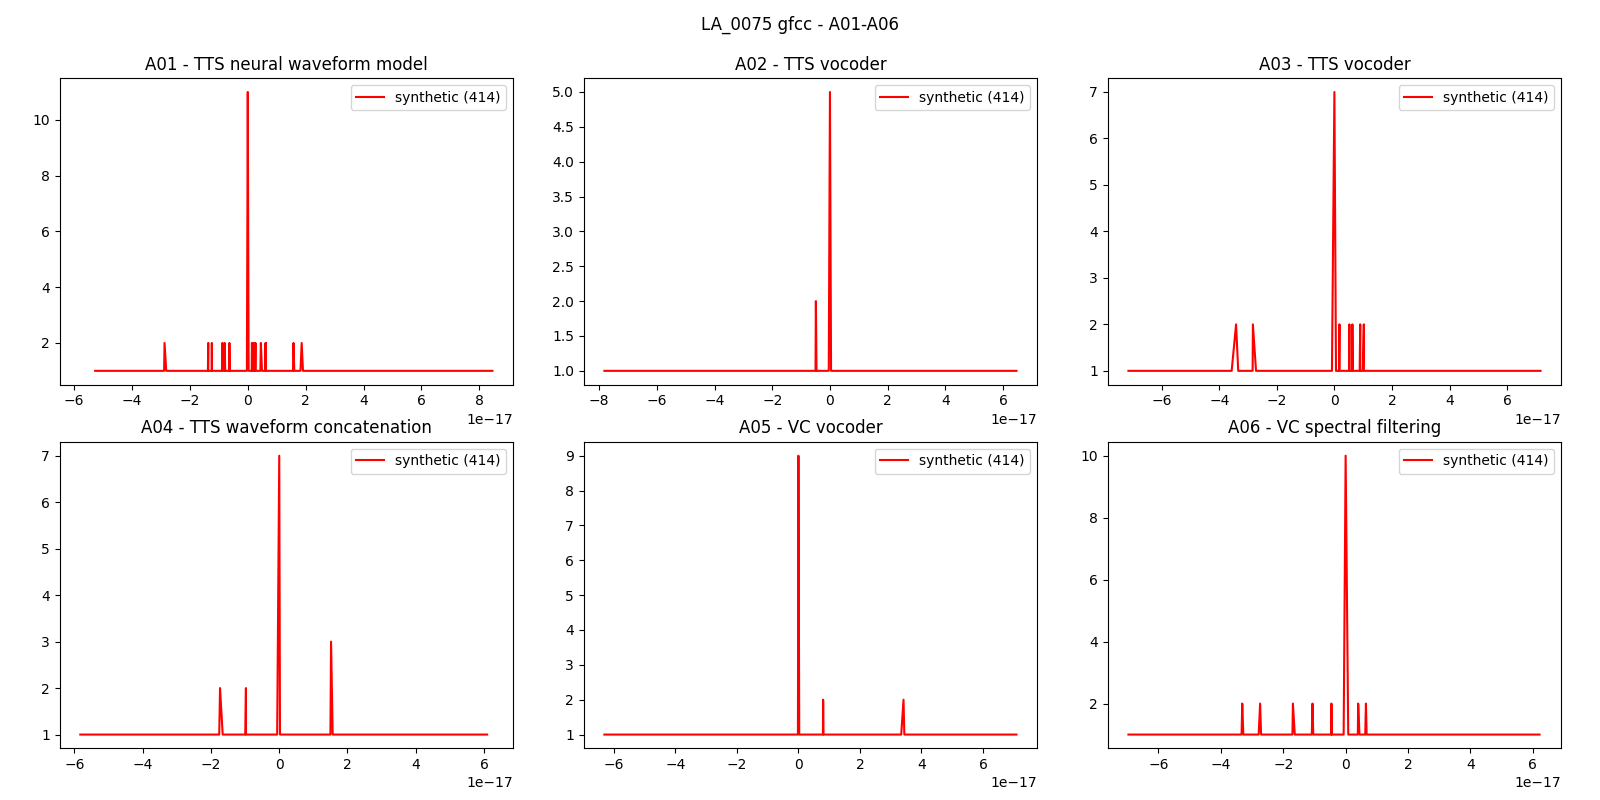 LA_0075 gfcc - A01-A06
A01 - TTS neural waveform model
synthetic (414)
10
8
6
4
2
−6 −4 −2 0 2 4 6 8
1e−17
A02 - TTS vocoder
synthetic (414)
5.0
4.5
4.0
3.5
3.0
2.5
2.0
1.5
1.0
−8 −6 −4 −2 0 2 4 6
1e−17
A03 - TTS vocoder
synthetic (414)
7
6
5
4
3
2
1
−6 −4 −2 0 2 4 6
1e−17
A04 - TTS waveform concatenation
synthetic (414)
7
6
5
4
3
2
1
−6 −4 −2 0 2 4 6
1e−17
A05 - VC vocoder
synthetic (414)
9
8
7
6
5
4
3
2
1
−6 −4 −2 0 2 4 6
1e−17
A06 - VC spectral filtering
synthetic (414)
10
8
6
4
2
−6 −4 −2 0 2 4 6
1e−17